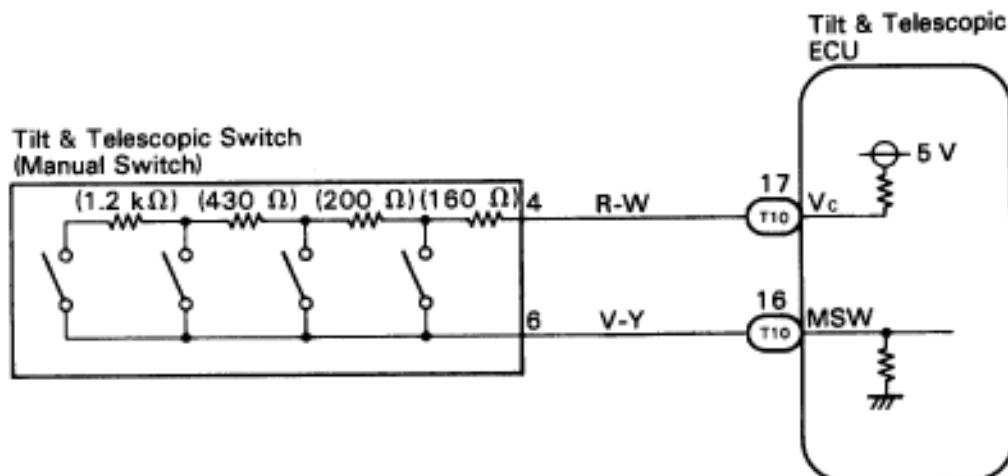 Tilt & Telescopic
ECU
Tilt & Telescopic Switch
(Manual Switch)
5 V
(1.2 kΩ) (430 Ω) (200 Ω) (160 Ω)
4
R-W
17
T10
Vc
6
V-Y
16
T10
MSW